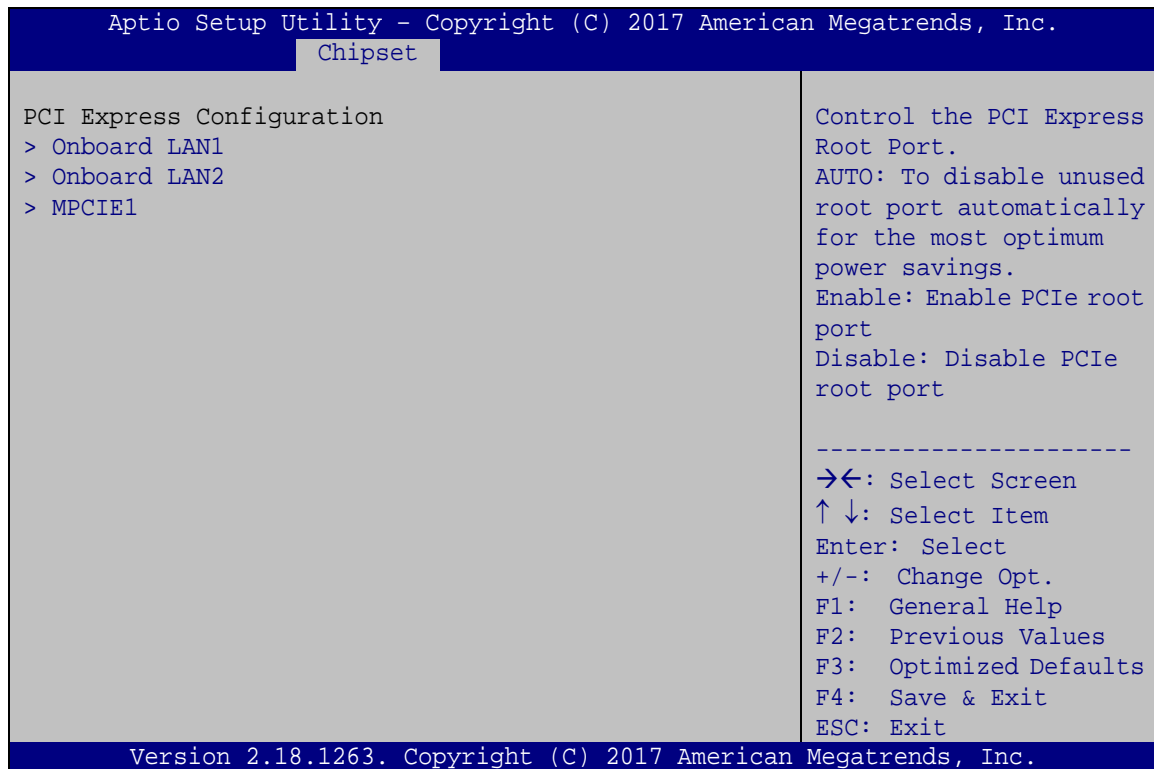 Aptio Setup Utility – Copyright (C) 2017 American Megatrends, Inc.
Chipset
PCI Express Configuration
> Onboard LAN1
> Onboard LAN2
> MPCIE1
Control the PCI Express
Root Port.
AUTO: To disable unused
root port automatically
for the most optimum
power savings.
Enable: Enable PCIe root
port
Disable: Disable PCIe
root port
----------------------
→←: Select Screen
↑ ↓: Select Item
Enter: Select
+/-: Change Opt.
F1: General Help
F2: Previous Values
F3: Optimized Defaults
F4: Save & Exit
ESC: Exit
Version 2.18.1263. Copyright (C) 2017 American Megatrends, Inc.